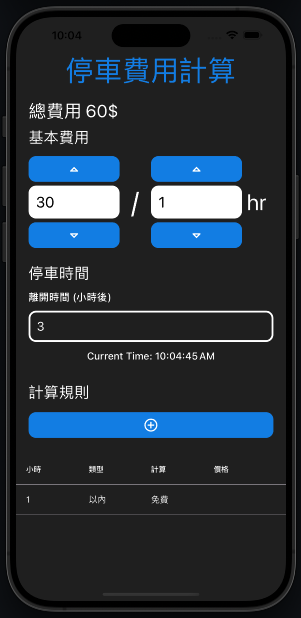 10:04
停車費用計算
總費用 60$
基本費用
30 / 1 hr
停車時間
離開時間 (小時後)
3
Current Time: 10:04:45 AM
計算規則
小時 類型 計算 價格
1 以內 免費